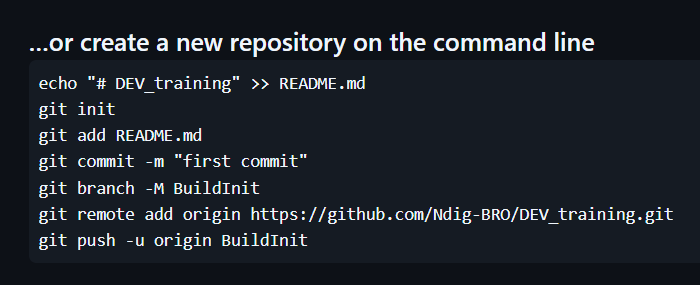 ...or create a new repository on the command line
echo "# DEV_training" >> README.md
git init
git add README.md
git commit -m "first commit"
git branch -M BuildInit
git remote add origin https://github.com/Ndig-BRO/DEV_training.git
git push -u origin BuildInit